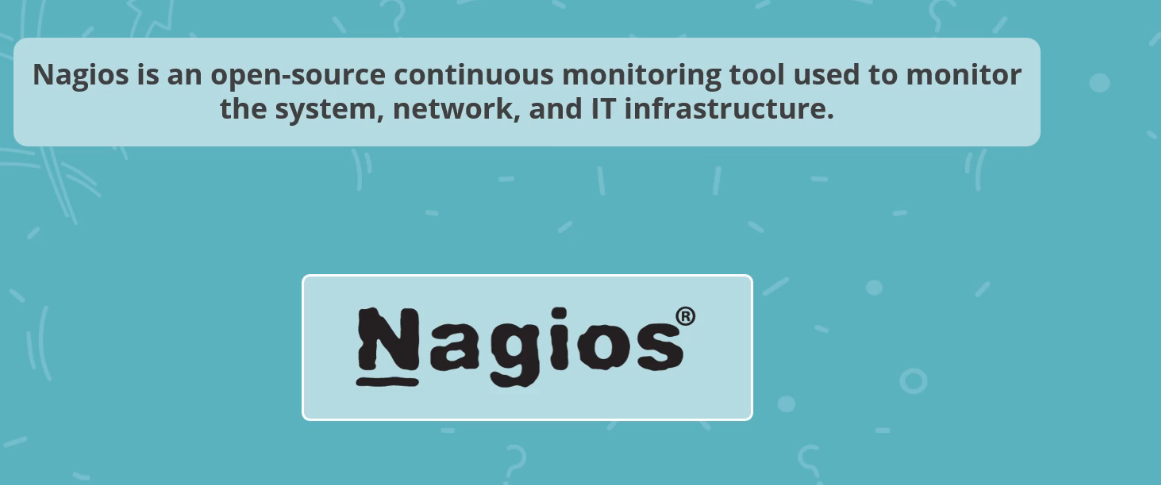 Nagios is an open-source continuous monitoring tool used to monitor
the system, network, and IT infrastructure.
Nagios®